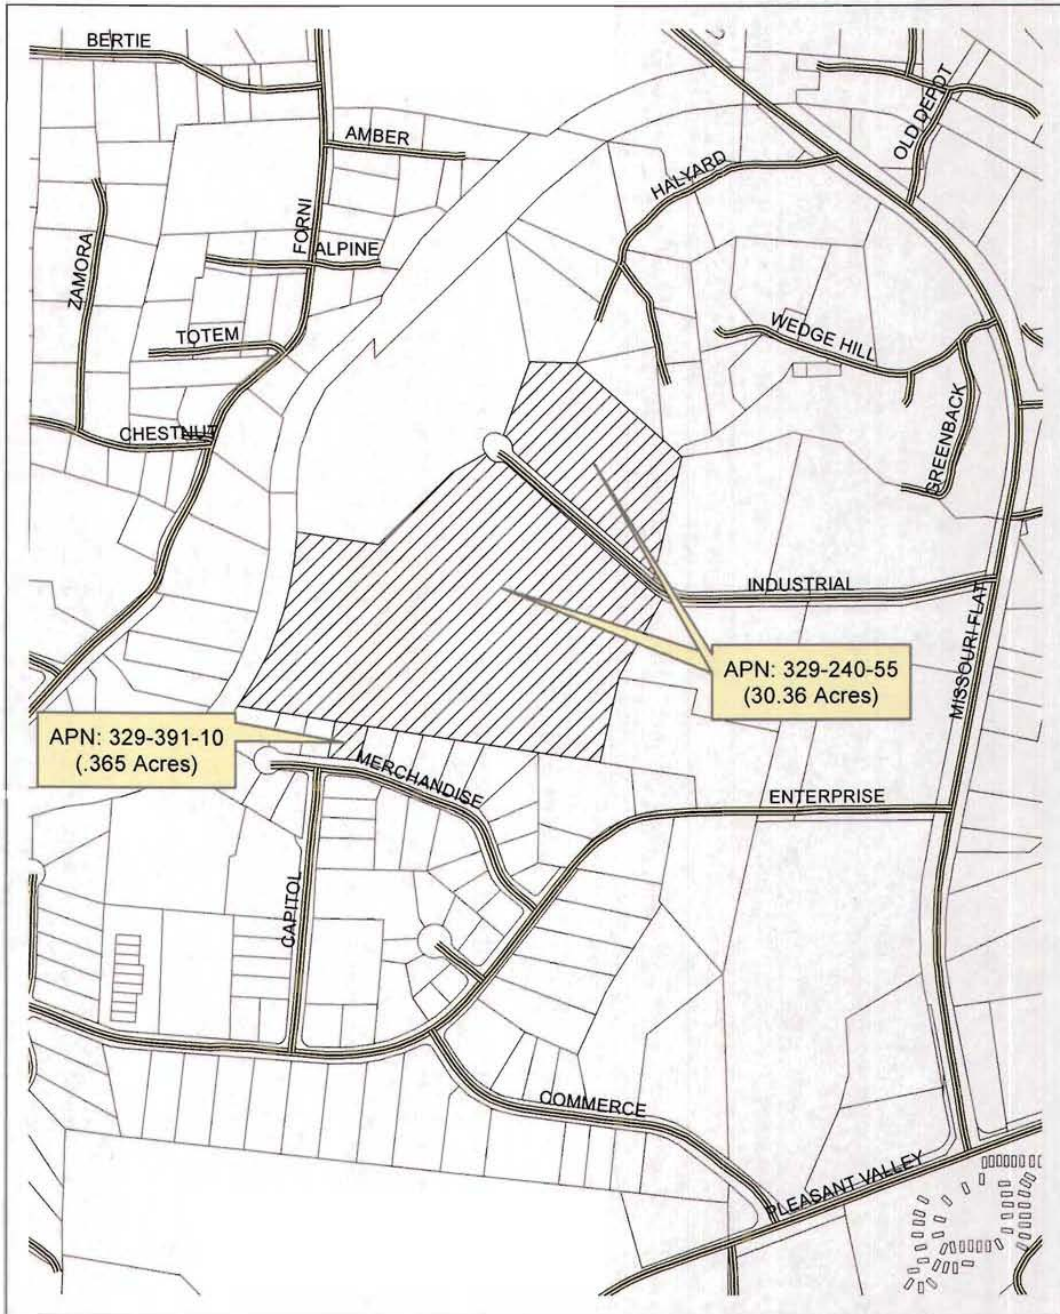 BERTIE
OLD DEPOT
AMBER
HALYARD
FORNI
ZAMORA
ALPINE
WEDGE HILL
TOTEM
GREENBACK
CHESTNUT
INDUSTRIAL
MISSOURI FLAT
APN: 329-240-55
(30.36 Acres)
APN: 329-391-10
(.365 Acres)
MERCHANDISE
ENTERPRISE
CAPITOL
COMMERCE
PLEASANT VALLEY